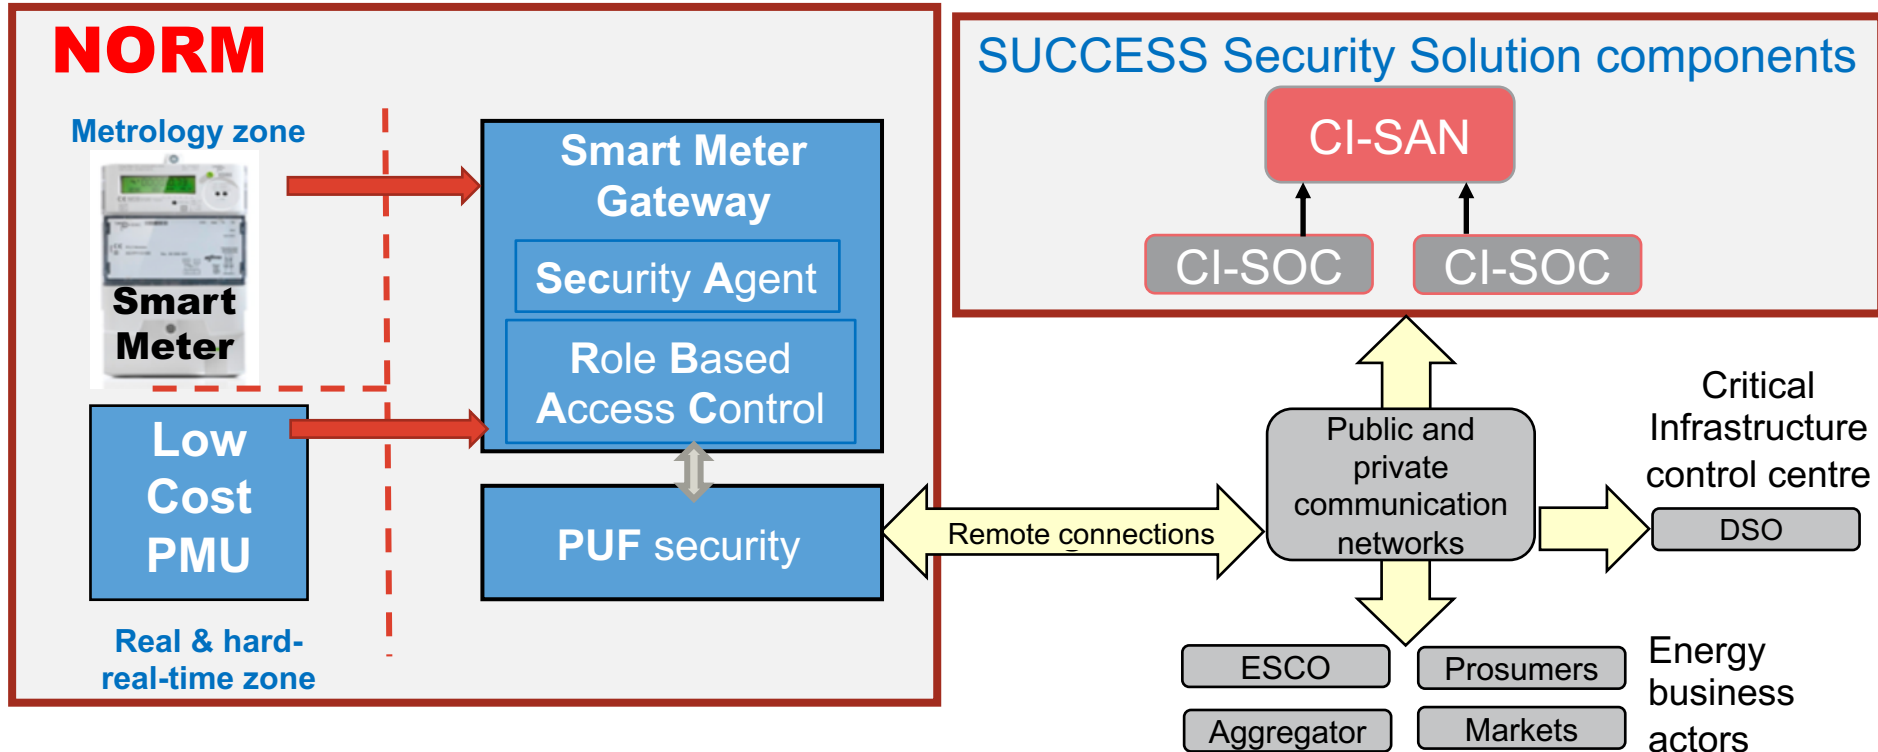 NORM
Metrology zone
Smart
Meter
Low
Cost
PMU
Real & hard-
real-time zone
Smart Meter
Gateway
Security Agent
Role Based
Access Control
PUF security
Remote connections
SUCCESS Security Solution components
CI-SAN
CI-SOC
CI-SOC
Public and
private
communication
networks
Critical
Infrastructure
control centre
DSO
ESCO
Prosumers
Aggregator
Markets
Energy
business
actors